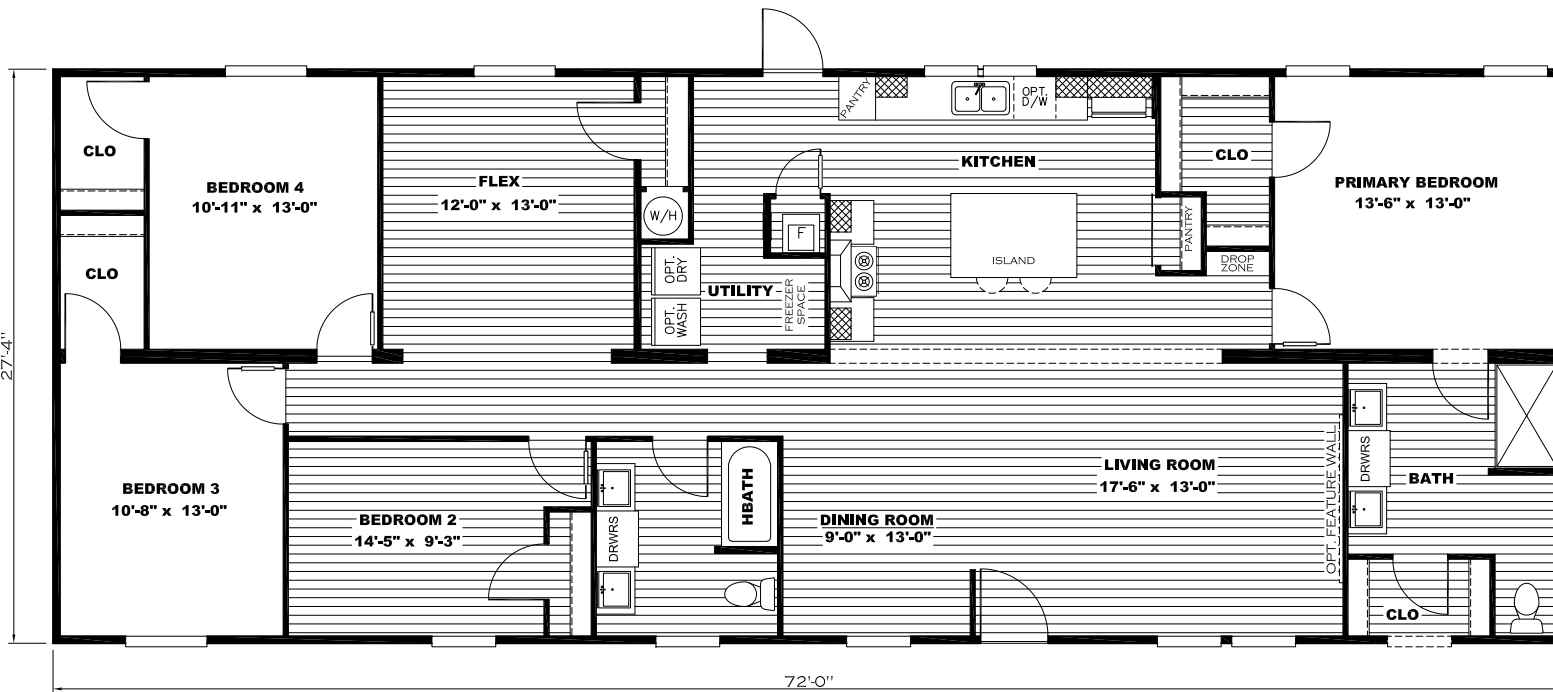 CLO
BEDROOM 4
10'-11" x 13'-0"
CLO
FLEX
12'-0" x 13'-0"
W/H
OPT.
DRY
OPT.
WASH
UTILITY
FREEZER
SPACE
F
PANTRY
OPT.
D/W
KITCHEN
ISLAND
PANTRY
CLO
DROP
ZONE
PRIMARY BEDROOM
13'-6" x 13'-0"
27'-4"
BEDROOM 3
10'-8" x 13'-0"
BEDROOM 2
14'-5" x 9'-3"
DRWRS
HBATH
DINING ROOM
9'-0" x 13'-0"
LIVING ROOM
17'-6" x 13'-0"
OPT. FEATURE WALL
DRWRS
BATH
CLO
72'-0"